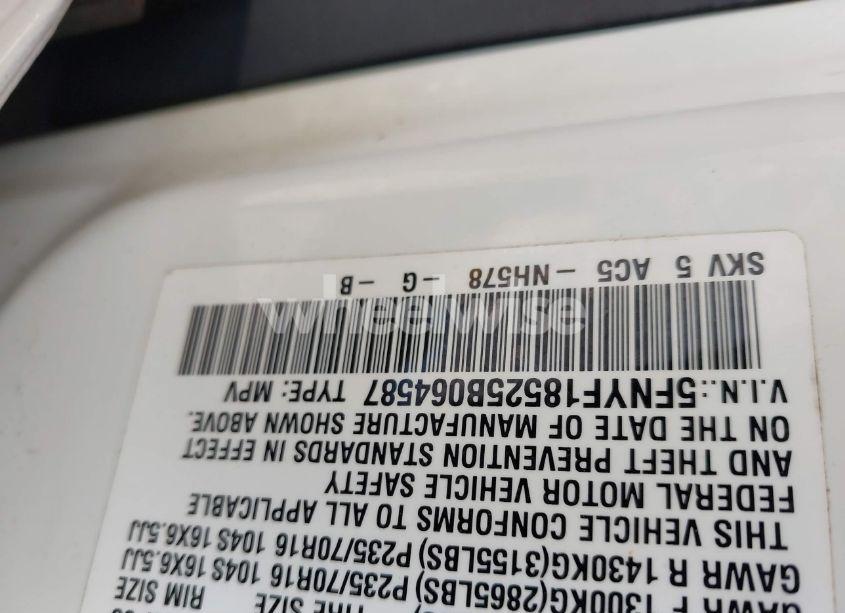 RIM SIZE
TIRE SIZE
GAWR F 1300KG(2865LBS) P235/70R16 104S 16X6.5JJ
GAWR R 1430KG(3155LBS) P235/70R16 104S 16X6.5JJ
THIS VEHICLE CONFORMS TO ALL APPLICABLE
FEDERAL MOTOR VEHICLE SAFETY
AND THEFT PREVENTION STANDARDS IN EFFECT
ON THE DATE OF MANUFACTURE SHOWN ABOVE.
V.I.N.:5FNYF18525B064587 TYPE: MPV
wheelwise
SKV 5 AC5 -NH578 -G -B